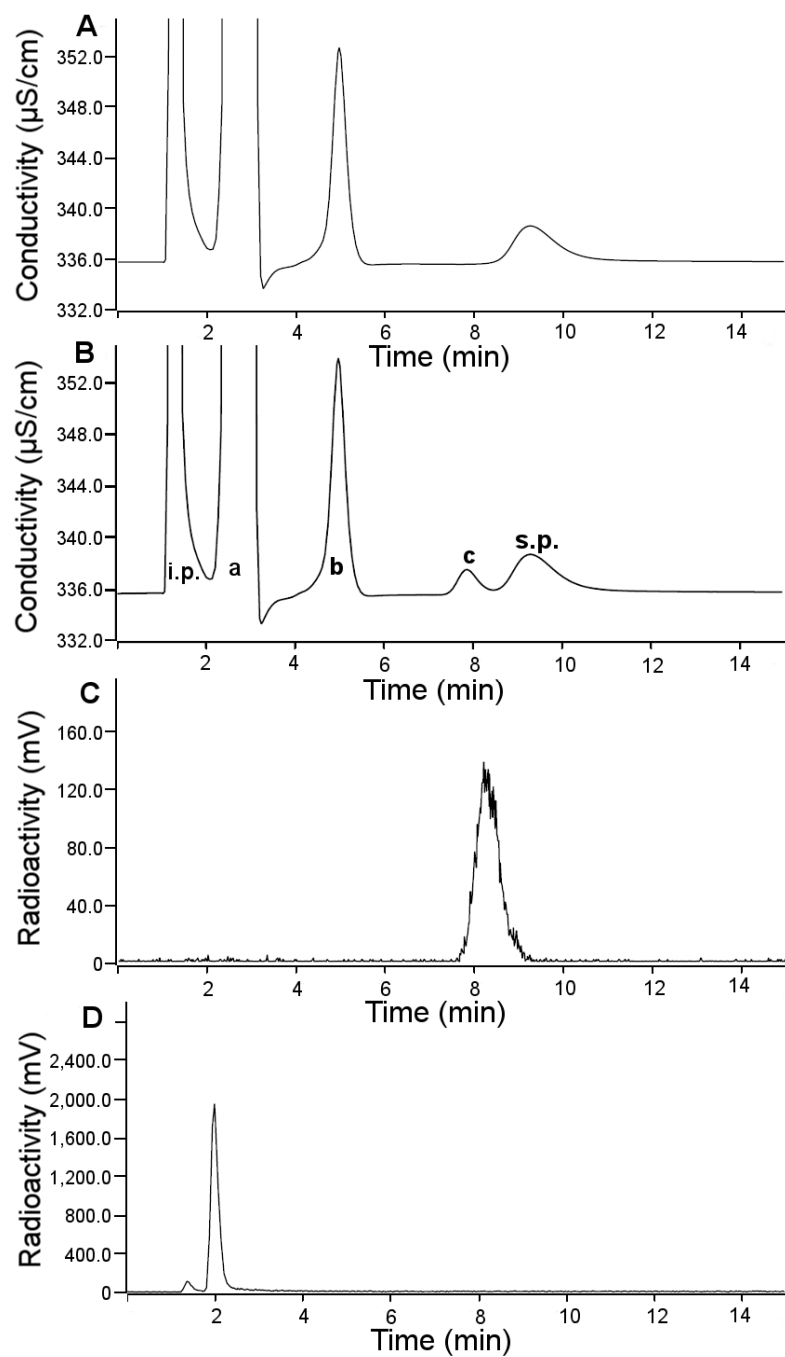 A
Conductivity (µS/cm)
352.0
348.0
344.0
340.0
336.0
332.0
2 4 6 8 10 12 14
Time (min)
B
Conductivity (µS/cm)
352.0
348.0
344.0
340.0
336.0
332.0
i.p. a b c s.p.
2 4 6 8 10 12 14
Time (min)
C
Radioactivity (mV)
160.0
120.0
80.0
40.0
0
2 4 6 8 10 12 14
Time (min)
D
Radioactivity (mV)
2,400.0
2,000.0
1,600.0
1,200.0
800.0
400.0
0
2 4 6 8 10 12 14
Time (min)